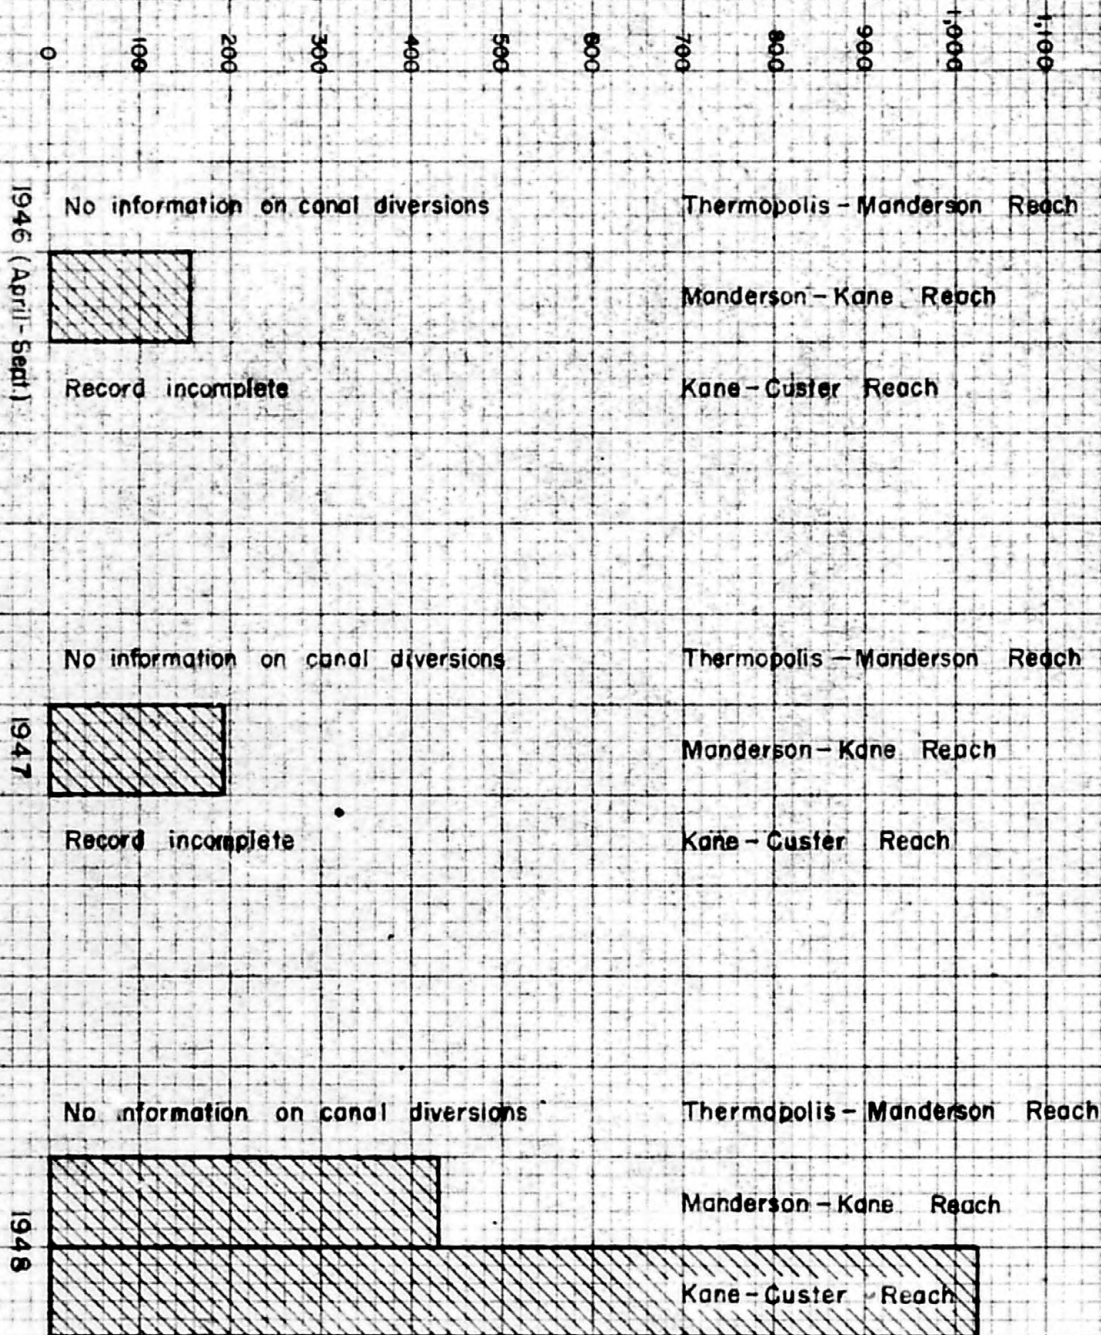 0
100
200
300
400
500
600
700
800
900
1,000
1,100
1946 (April-Sept.)
No information on canal diversions
Thermopolis - Manderson Reach
Manderson - Kane Reach
Record incomplete
Kane - Custer Reach
1947
No information on canal diversions
Thermopolis - Manderson Reach
Manderson - Kane Reach
Record incomplete
Kane - Custer Reach
1948
No information on canal diversions
Thermopolis - Manderson Reach
Manderson - Kane Reach
Kane - Custer Reach